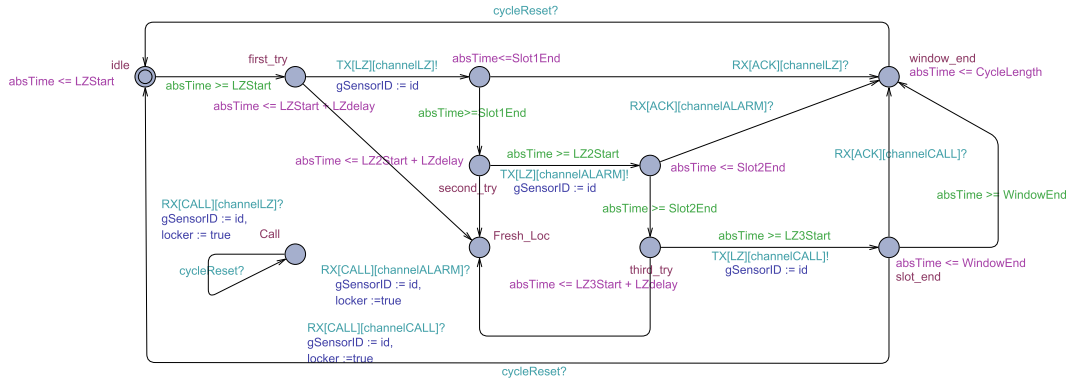 cycleReset?
idle
first_try
TX[LZ][channelLZ]!
absTime<=Slot1End
RX[ACK][channelLZ]?
window_end
absTime <= CycleLength
absTime <= LZStart
absTime >= LZStart
gSensorID := id
absTime <= LZStart + LZdelay
absTime>=Slot1End
RX[ACK][channelALARM]?
absTime <= LZ2Start + LZdelay
absTime >= LZ2Start
absTime <= Slot2End
RX[ACK][channelCALL]?
TX[LZ][channelALARM]!
second_try
gSensorID := id
absTime >= WindowEnd
RX[CALL][channelLZ]?
gSensorID := id,
locker := true
Call
absTime >= Slot2End
Fresh_Loc
absTime >= LZ3Start
TX[LZ][channelCALL]!
gSensorID := id
absTime <= WindowEnd
slot_end
cycleReset?
RX[CALL][channelALARM]?
gSensorID := id,
locker :=true
third_try
absTime <= LZ3Start + LZdelay
RX[CALL][channelCALL]?
gSensorID := id,
locker :=true
cycleReset?